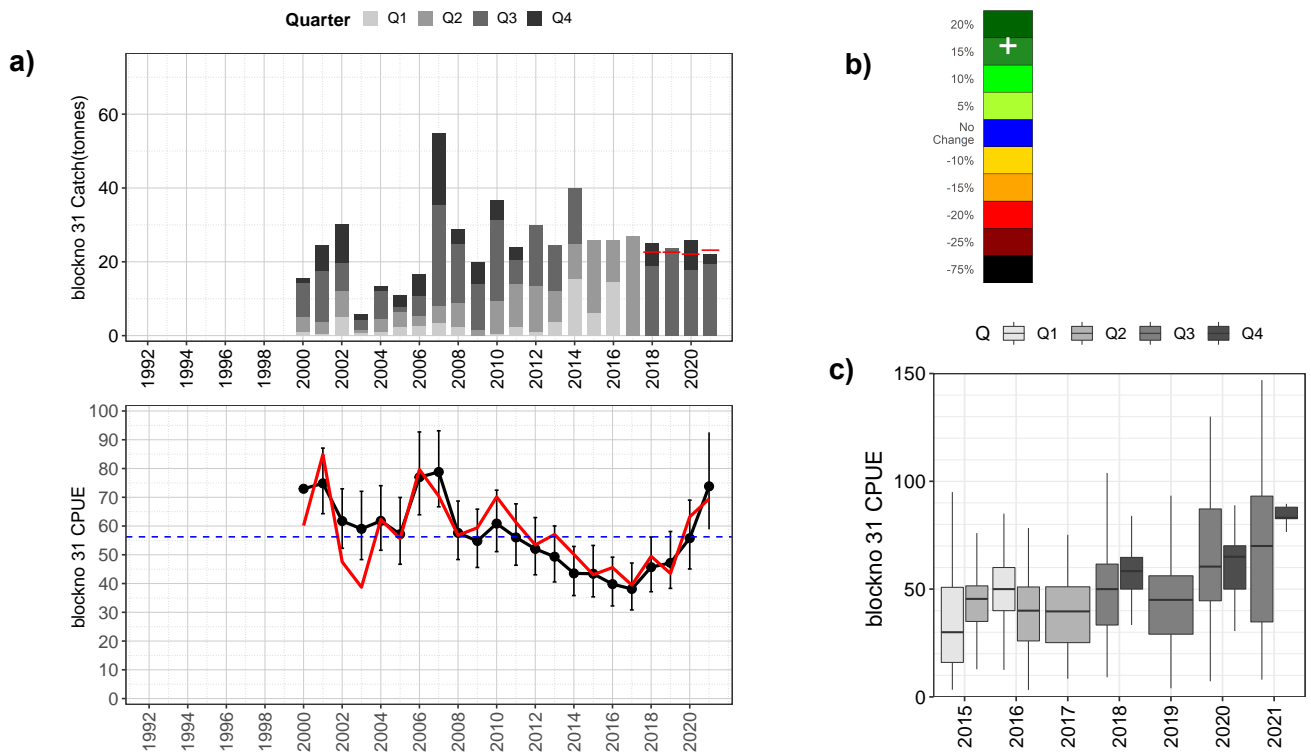 Quarter Q1 Q2 Q3 Q4
a)
blockno 31 Catch(tonnes)
60
40
20
0
1992 1994 1996 1998 2000 2002 2004 2006 2008 2010 2012 2014 2016 2018 2020
blockno 31 CPUE
100
90
80
70
60
50
40
30
20
10
0
1992 1994 1996 1998 2000 2002 2004 2006 2008 2010 2012 2014 2016 2018 2020
b)
20%
15%
+
10%
5%
No
Change
-10%
-15%
-20%
-25%
-75%
Q Q1 Q2 Q3 Q4
c)
blockno 31 CPUE
150
100
50
0
2015 2016 2017 2018 2019 2020 2021